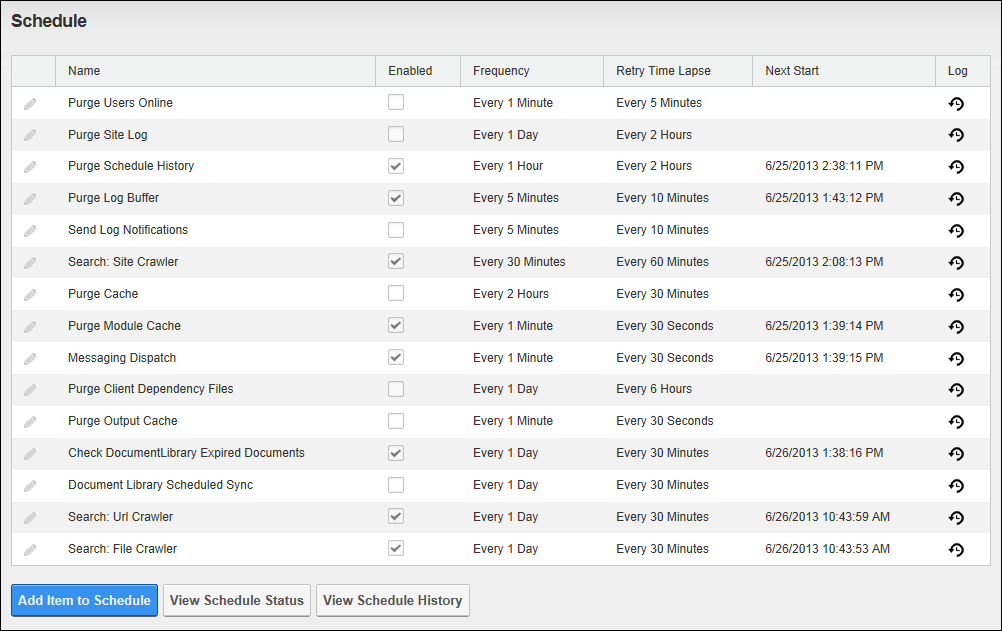 Schedule
Name Enabled Frequency Retry Time Lapse Next Start Log
Purge Users Online Every 1 Minute Every 5 Minutes
Purge Site Log Every 1 Day Every 2 Hours
Purge Schedule History Every 1 Hour Every 2 Hours 6/25/2013 2:38:11 PM
Purge Log Buffer Every 5 Minutes Every 10 Minutes 6/25/2013 1:43:12 PM
Send Log Notifications Every 5 Minutes Every 10 Minutes
Search: Site Crawler Every 30 Minutes Every 60 Minutes 6/25/2013 2:08:13 PM
Purge Cache Every 2 Hours Every 30 Minutes
Purge Module Cache Every 1 Minute Every 30 Seconds 6/25/2013 1:39:14 PM
Messaging Dispatch Every 1 Minute Every 30 Seconds 6/25/2013 1:39:15 PM
Purge Client Dependency Files Every 1 Day Every 6 Hours
Purge Output Cache Every 1 Minute Every 30 Seconds
Check DocumentLibrary Expired Documents Every 1 Day Every 30 Minutes 6/26/2013 1:38:16 PM
Document Library Scheduled Sync Every 1 Day Every 30 Minutes
Search: Url Crawler Every 1 Day Every 30 Minutes 6/26/2013 10:43:59 AM
Search: File Crawler Every 1 Day Every 30 Minutes 6/26/2013 10:43:53 AM
Add Item to Schedule View Schedule Status View Schedule History